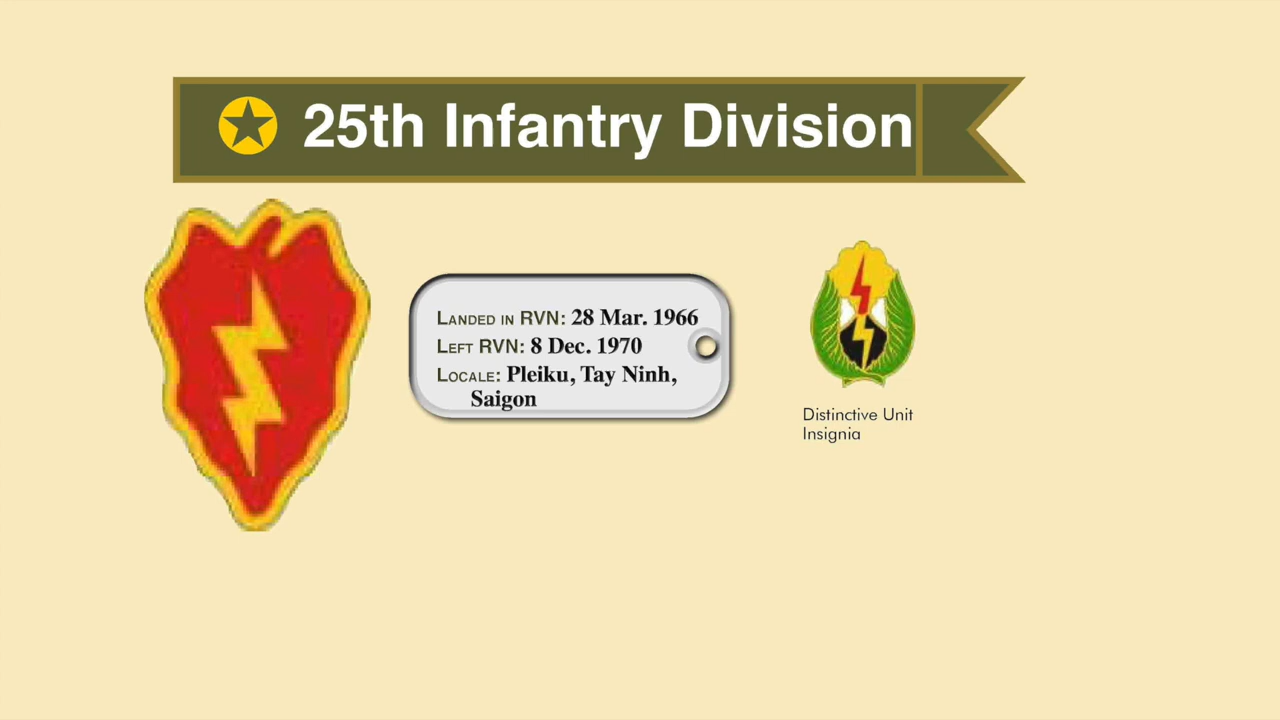 25th Infantry Division
LANDED IN RVN: 28 Mar. 1966
LEFT RVN: 8 Dec. 1970
LOCALE: Pleiku, Tay Ninh,
Saigon
Distinctive Unit
Insignia